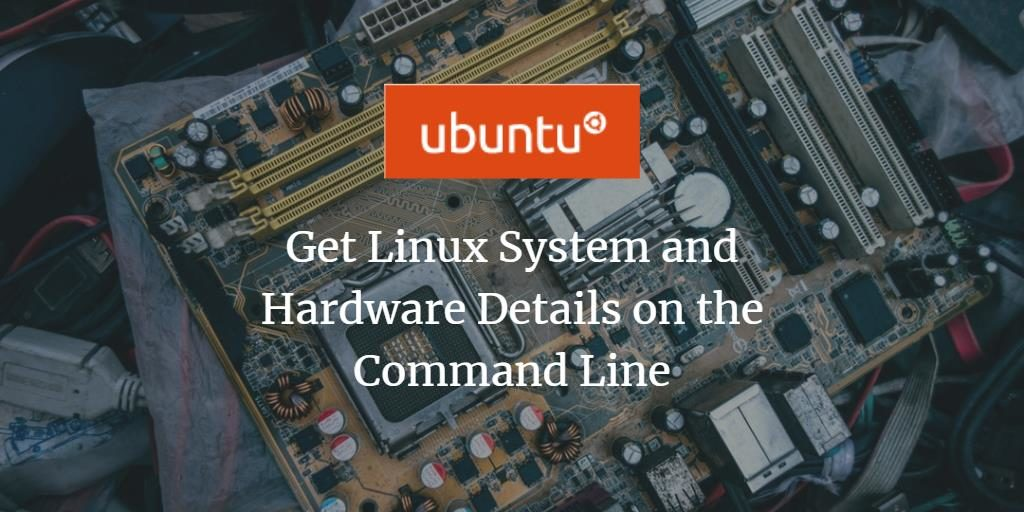 ubuntu
Get Linux System and
Hardware Details on the
Command Line